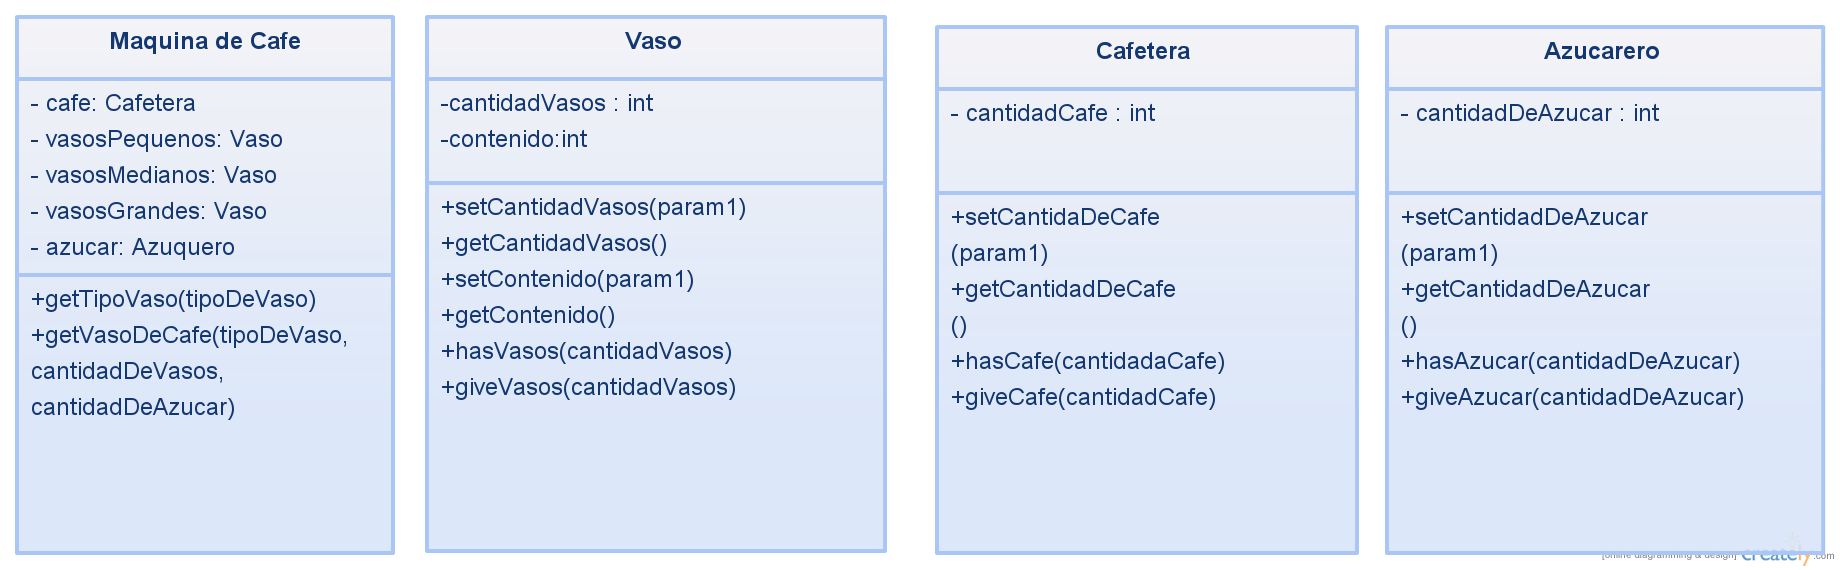 Maquina de Cafe
- cafe: Cafetera
- vasosPequenos: Vaso
- vasosMedianos: Vaso
- vasosGrandes: Vaso
- azucar: Azuquero
+getTipoVaso(tipoDeVaso)
+getVasoDeCafe(tipoDeVaso,
cantidadDeVasos,
cantidadDeAzucar)
Vaso
-cantidadVasos : int
-contenido:int
+setCantidadVasos(param1)
+getCantidadVasos()
+setContenido(param1)
+getContenido()
+hasVasos(cantidadVasos)
+giveVasos(cantidadVasos)
Cafetera
- cantidadCafe : int
+setCantidaDeCafe
(param1)
+getCantidadDeCafe
()
+hasCafe(cantidadaCafe)
+giveCafe(cantidadCafe)
Azucarero
- cantidadDeAzucar : int
+setCantidadDeAzucar
(param1)
+getCantidadDeAzucar
()
+hasAzucar(cantidadDeAzucar)
+giveAzucar(cantidadDeAzucar)
[online diagramming & design] creately.com